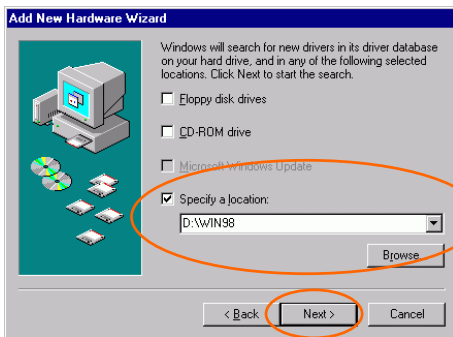 Add New Hardware Wizard
Windows will search for new drivers in its driver database
on your hard drive, and in any of the following selected
locations. Click Next to start the search.
Floppy disk drives
CD-ROM drive
Microsoft Windows Update
Specify a location:
D:\WIN98
Browse...
< Back
Next >
Cancel